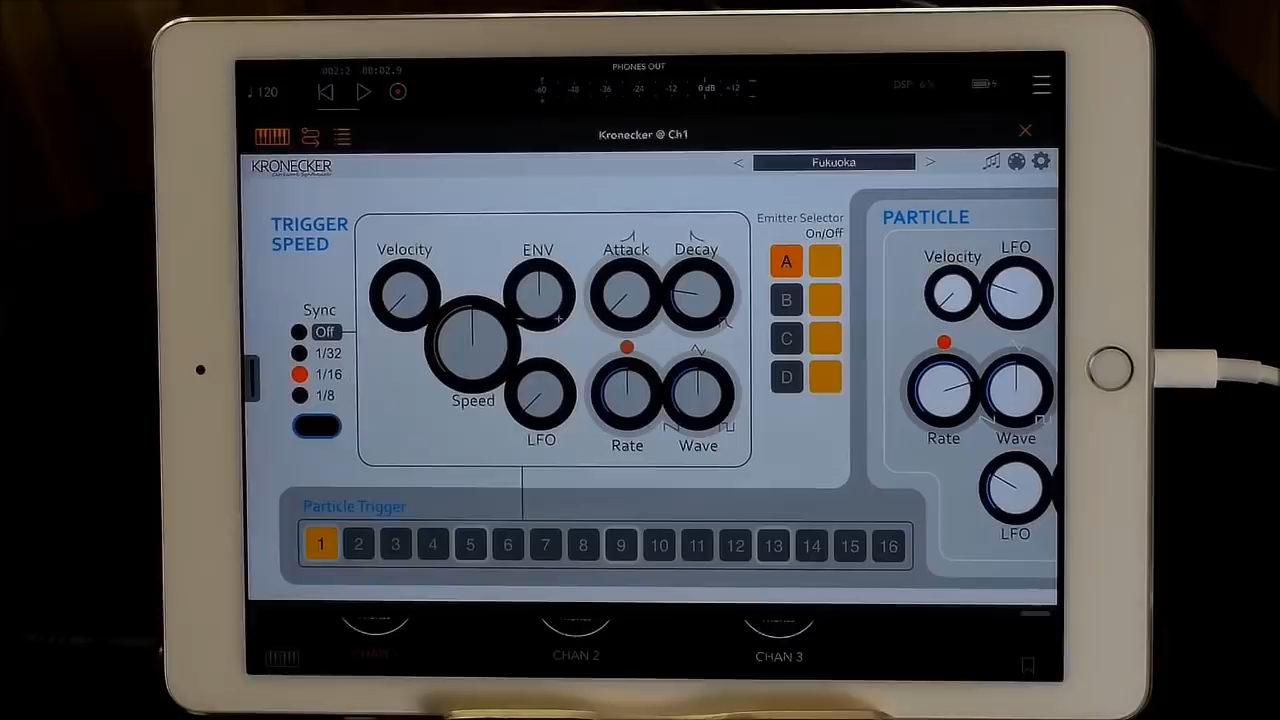 PHONES OUT
002:2 00:02.9
♩120
-60 -48 -36 -24 -12 0 dB +12
DSP 6 %
Kronecker @ Ch1
KRONECKER
< Fukuoka >
TRIGGER
SPEED
Velocity
ENV
Attack
Decay
- +
Sync
Off
1/32
1/16
1/8
Speed
LFO
Rate
Wave
Emitter Selector
On/Off
A
B
C
D
PARTICLE
Velocity
LFO
Rate
Wave
LFO
Particle Trigger
1 2 3 4 5 6 7 8 9 10 11 12 13 14 15 16
CHAN 2
CHAN 3